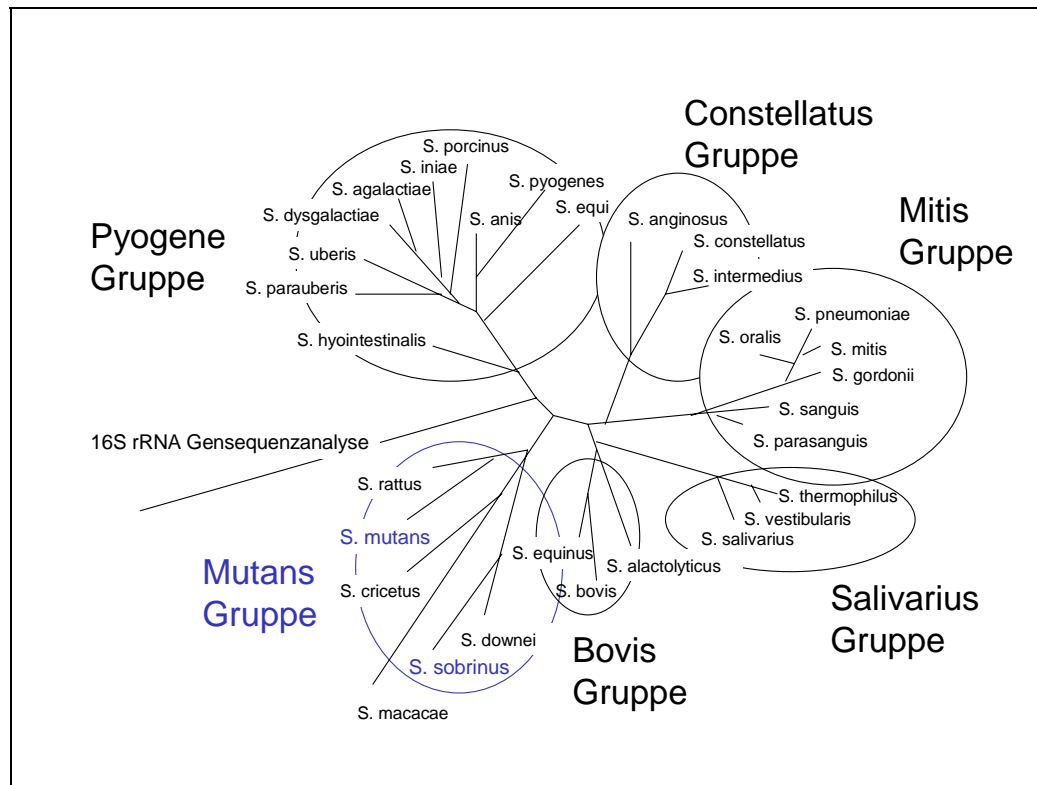 Constellatus
Gruppe
S. porcinus
S. iniae
S. agalactiae
S. pyogenes
S. dysgalactiae
S. anis
S. equi
S. anginosus
Mitis
Gruppe
Pyogene
Gruppe
S. uberis
S. constellatus
S. intermedius
S. parauberis
S. pneumoniae
S. hyointestinalis
S. oralis
S. mitis
S. gordonii
S. sanguis
S. parasanguis
16S rRNA Gensequenzanalyse
S. rattus
S. thermophilus
S. vestibularis
S. salivarius
S. mutans
S. equinus
S. alactolyticus
Mutans
Gruppe
S. cricetus
S. bovis
Salivarius
Gruppe
S. downei
S. sobrinus
Bovis
Gruppe
S. macacae